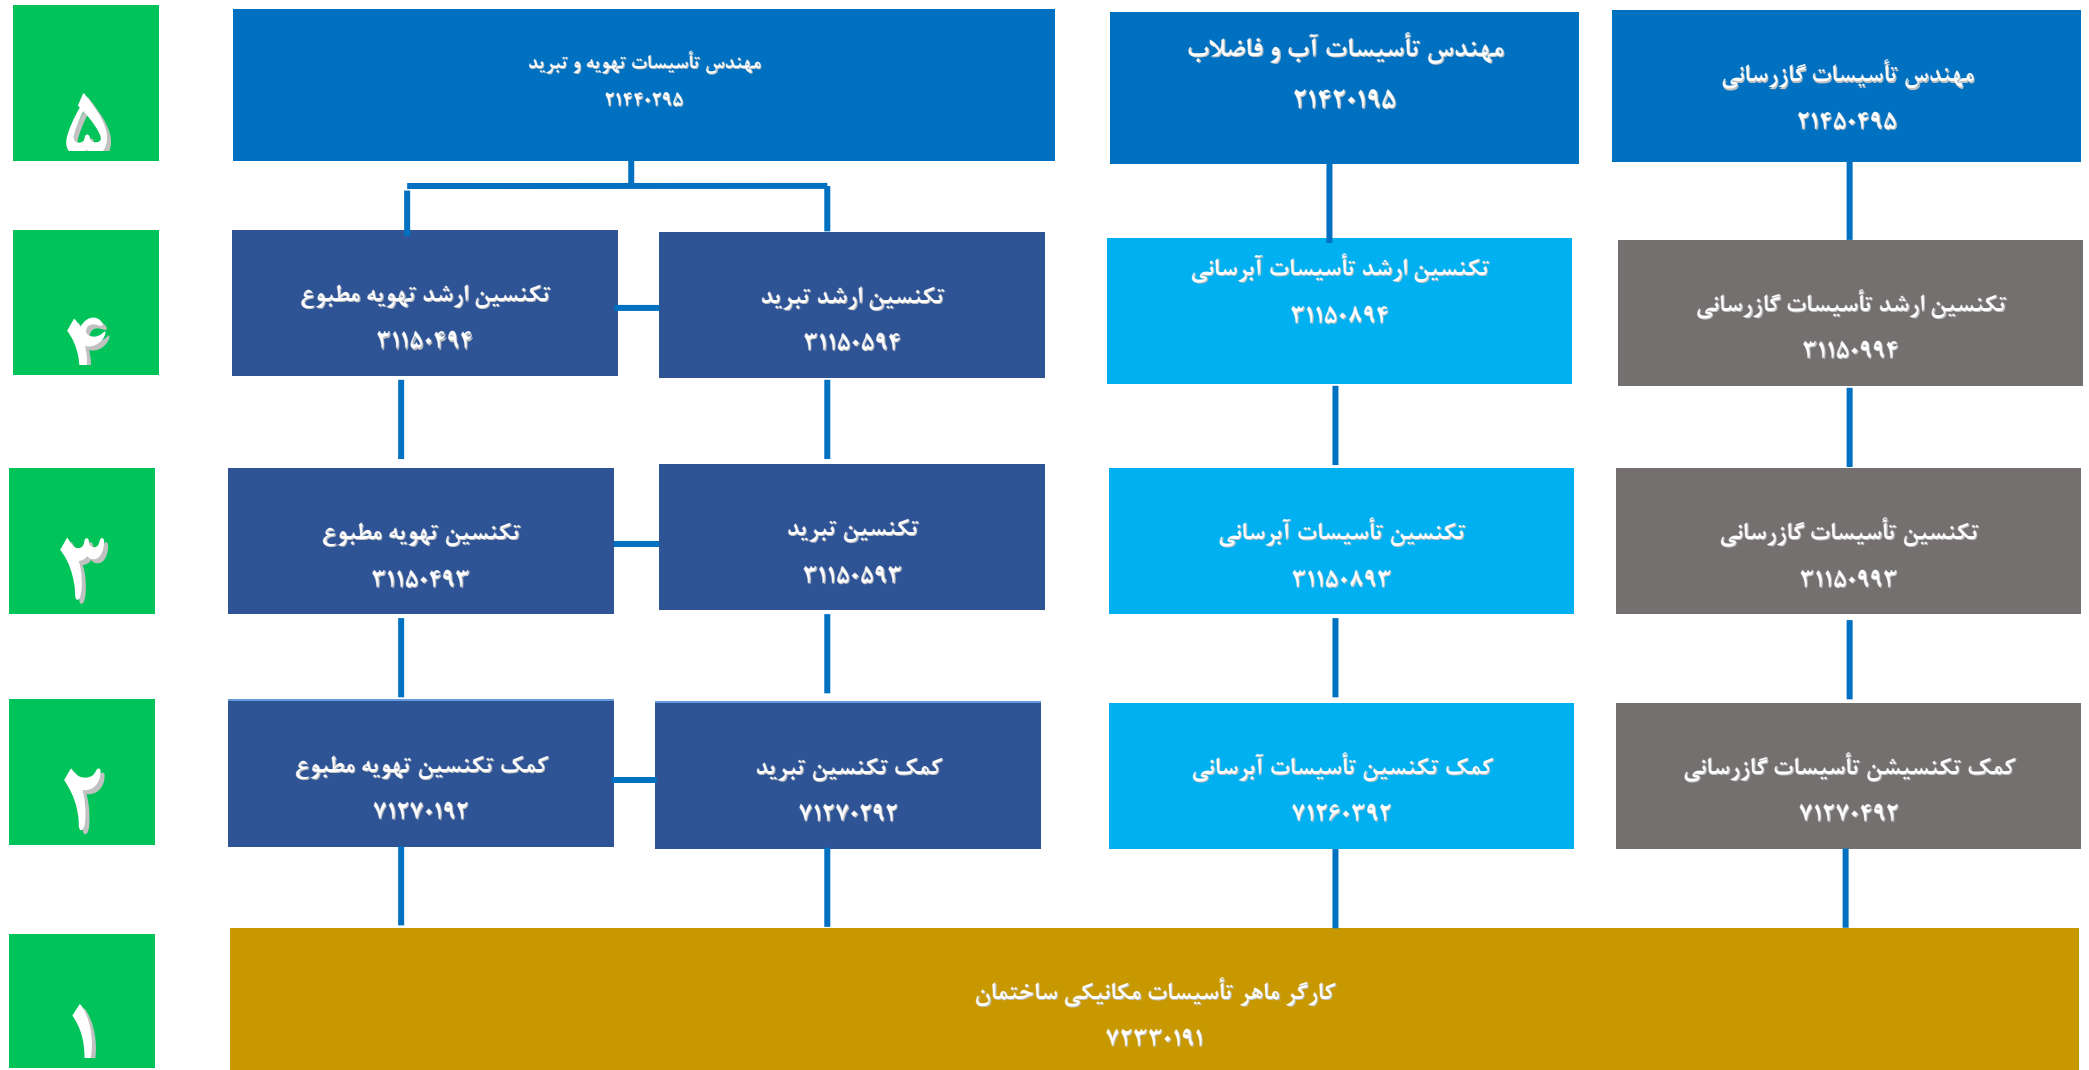 مهندس تأسیسات گازرسانی
۲۱۴۵۰۴۹۵
مهندس تأسیسات آب و فاضلاب
۲۱۴۲۰۱۹۵
مهندس تأسیسات تهویه و تبرید
۲۱۴۴۰۲۹۵
۵
تکنسین ارشد تأسیسات گازرسانی
۳۱۱۵۰۹۹۴
تکنسین ارشد تأسیسات آبرسانی
۳۱۱۵۰۸۹۴
تکنسین ارشد تبرید
۳۱۱۵۰۵۹۴
تکنسین ارشد تهویه مطبوع
۳۱۱۵۰۴۹۴
۴
تکنسین تأسیسات گازرسانی
۳۱۱۵۰۹۹۳
تکنسین تأسیسات آبرسانی
۳۱۱۵۰۸۹۳
تکنسین تبرید
۳۱۱۵۰۵۹۳
تکنسین تهویه مطبوع
۳۱۱۵۰۴۹۳
۳
کمک تکنسیشن تأسیسات گازرسانی
۷۱۲۷۰۴۹۲
کمک تکنسین تأسیسات آبرسانی
۷۱۲۶۰۳۹۲
کمک تکنسین تبرید
۷۱۲۷۰۲۹۲
کمک تکنسین تهویه مطبوع
۷۱۲۷۰۱۹۲
۲
کارگر ماهر تأسیسات مکانیکی ساختمان
۷۲۳۳۰۱۹۱
۱